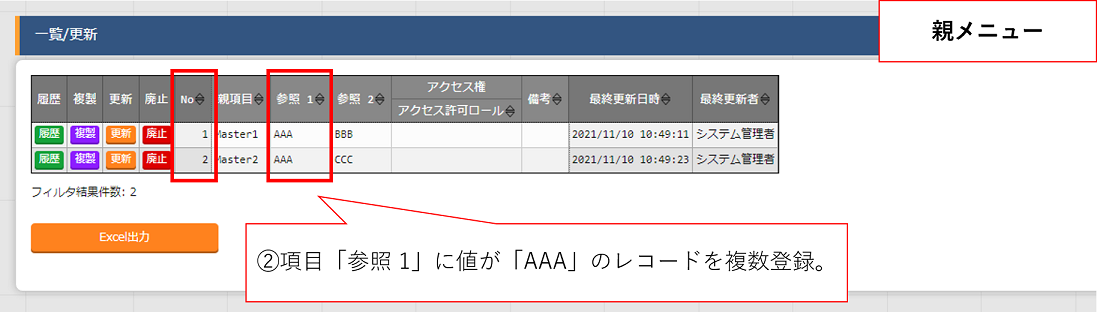 一覧/更新
親メニュー
履歴 複製 更新 廃止 No 親項目 参照 1 参照 2 アクセス権 備考 最終更新日時 最終更新者
アクセス許可ロール
履歴 複製 更新 廃止 1 Master1 AAA BBB 2021/11/10 10:49:11 システム管理者
履歴 複製 更新 廃止 2 Master2 AAA CCC 2021/11/10 10:49:23 システム管理者
フィルタ結果件数: 2
Excel出力
②項目「参照 1」に値が「AAA」のレコードを複数登録。